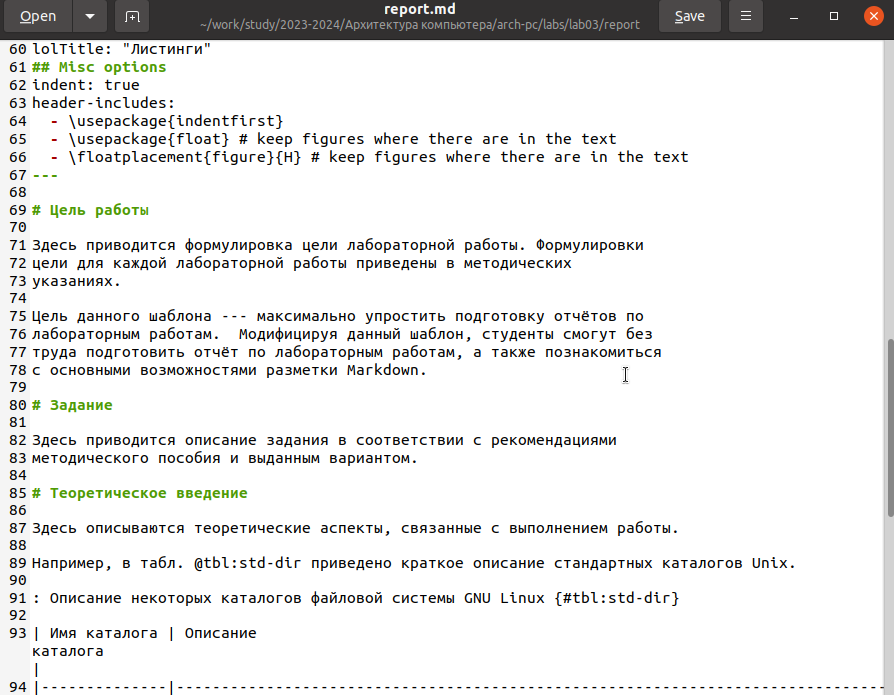 Open
report.md
~/work/study/2023-2024/Архитектура компьютера/arch-pc/labs/lab03/report
Save
60 lolTitle: "Листинги"
61 ## Misc options
62 indent: true
63 header-includes:
64   - \usepackage{indentfirst}
65   - \usepackage{float} # keep figures where there are in the text
66   - \floatplacement{figure}{H} # keep figures where there are in the text
67 ---
68
69 # Цель работы
70
71 Здесь приводится формулировка цели лабораторной работы. Формулировки
72 цели для каждой лабораторной работы приведены в методических
73 указаниях.
74
75 Цель данного шаблона --- максимально упростить подготовку отчётов по
76 лабораторным работам.  Модифицируя данный шаблон, студенты смогут без
77 труда подготовить отчёт по лабораторным работам, а также познакомиться
78 с основными возможностями разметки Markdown.
79
80 # Задание
81
82 Здесь приводится описание задания в соответствии с рекомендациями
83 методического пособия и выданным вариантом.
84
85 # Теоретическое введение
86
87 Здесь описываются теоретические аспекты, связанные с выполнением работы.
88
89 Например, в табл. @tbl:std-dir приведено краткое описание стандартных каталогов Unix.
90
91 : Описание некоторых каталогов файловой системы GNU Linux {#tbl:std-dir}
92
93 | Имя каталога | Описание
каталога
|
94 |--------------|-------------------------------------------------------------------------------